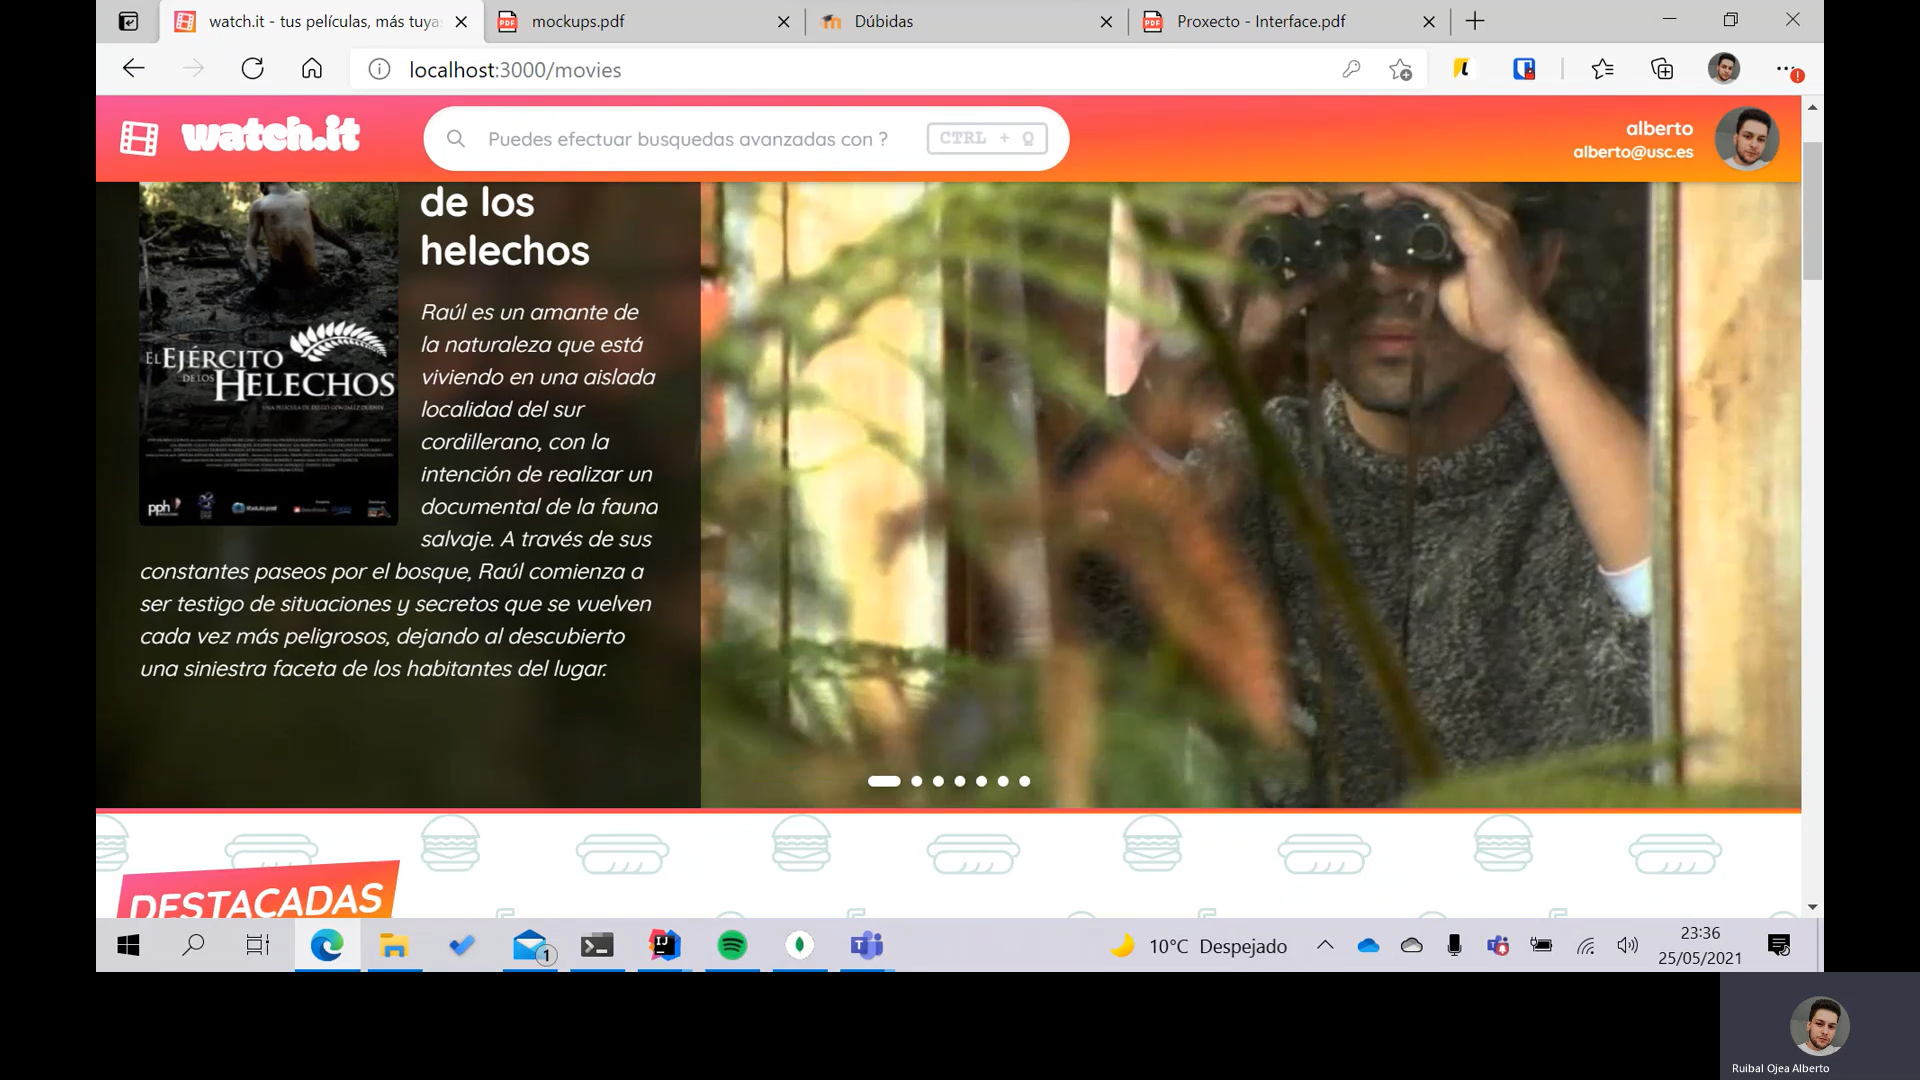 watch.it - tus películas, más tuya
mockups.pdf
Dúbidas
Proxecto - Interface.pdf
localhost:3000/movies
watch.it
Puedes efectuar busquedas avanzadas con ?
CTRL + Q
alberto
alberto@usc.es
de los
helechos
Raúl es un amante de
la naturaleza que está
viviendo en una aislada
localidad del sur
cordillerano, con la
intención de realizar un
documental de la fauna
salvaje. A través de sus
constantes paseos por el bosque, Raúl comienza a
ser testigo de situaciones y secretos que se vuelven
cada vez más peligrosos, dejando al descubierto
una siniestra faceta de los habitantes del lugar.
EL EJÉRCITO
DE LOS HELECHOS
pph
DESTACADAS
1
10°C Despejado
23:36
25/05/2021
Ruibal Ojea Alberto